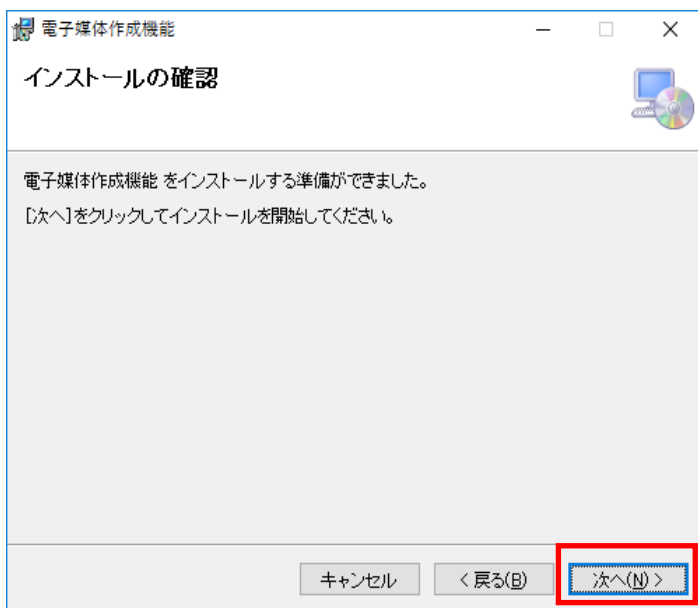 電子媒体作成機能
インストールの確認
電子媒体作成機能 をインストールする準備ができました。
[次へ]をクリックしてインストールを開始してください。
キャンセル
< 戻る(B)
次へ(N) >